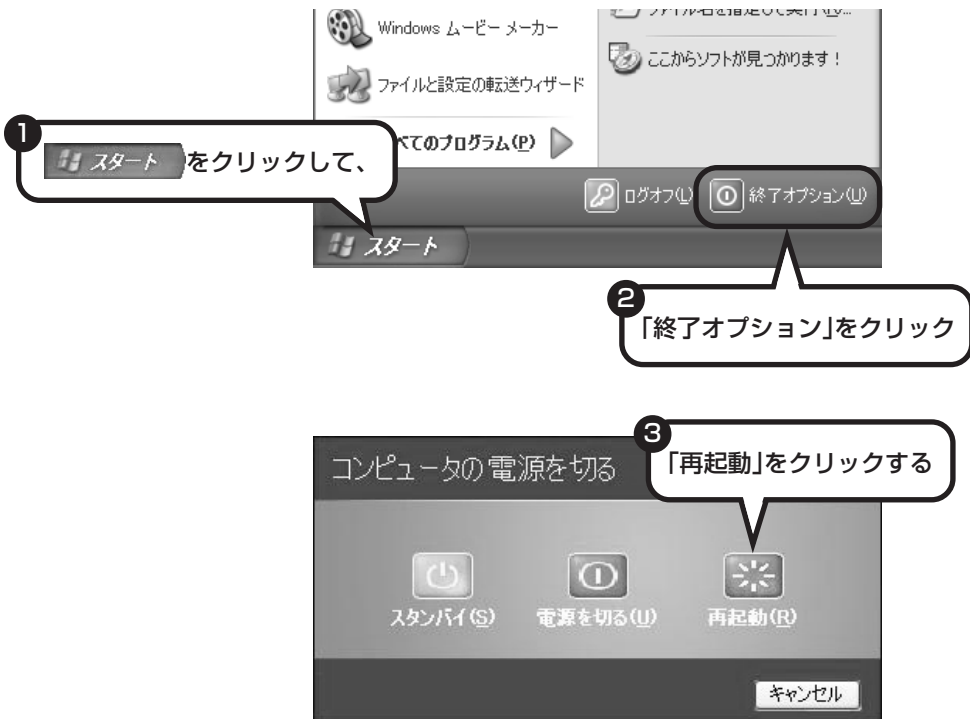 Windows ムービー メーカー
ここからソフトが見つかります！
ファイルと設定の転送ウィザード
べてのプログラム(P)
❶ スタート をクリックして、
ログオフ(L) 終了オプション(U)
スタート
❷「終了オプション」をクリック
コンピュータの電源を切る
❸「再起動」をクリックする
スタンバイ(S) 電源を切る(U) 再起動(R)
キャンセル